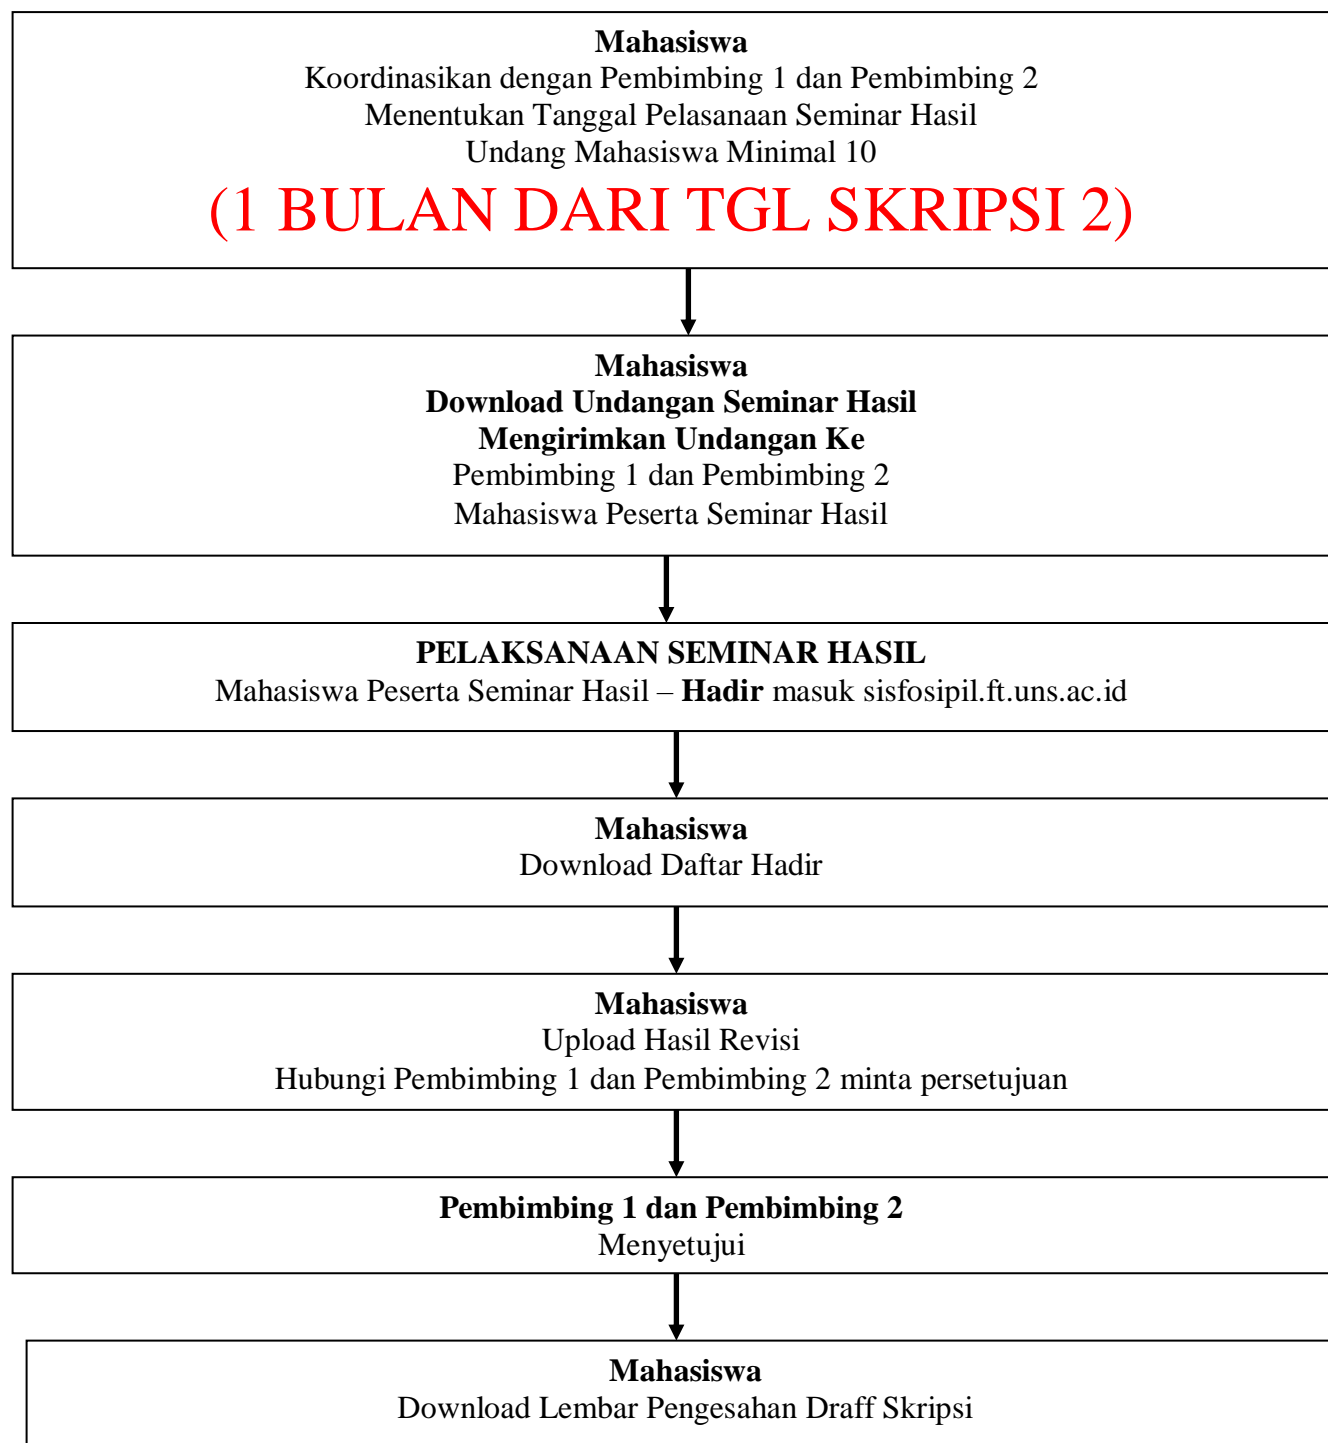 Mahasiswa
Koordinasikan dengan Pembimbing 1 dan Pembimbing 2
Menentukan Tanggal Pelasanaan Seminar Hasil
Undang Mahasiswa Minimal 10
(1 BULAN DARI TGL SKRIPSI 2)
Mahasiswa
Download Undangan Seminar Hasil
Mengirimkan Undangan Ke
Pembimbing 1 dan Pembimbing 2
Mahasiswa Peserta Seminar Hasil
PELAKSANAAN SEMINAR HASIL
Mahasiswa Peserta Seminar Hasil – Hadir masuk sisfosipil.ft.uns.ac.id
Mahasiswa
Download Daftar Hadir
Mahasiswa
Upload Hasil Revisi
Hubungi Pembimbing 1 dan Pembimbing 2 minta persetujuan
Pembimbing 1 dan Pembimbing 2
Menyetujui
Mahasiswa
Download Lembar Pengesahan Draff Skripsi